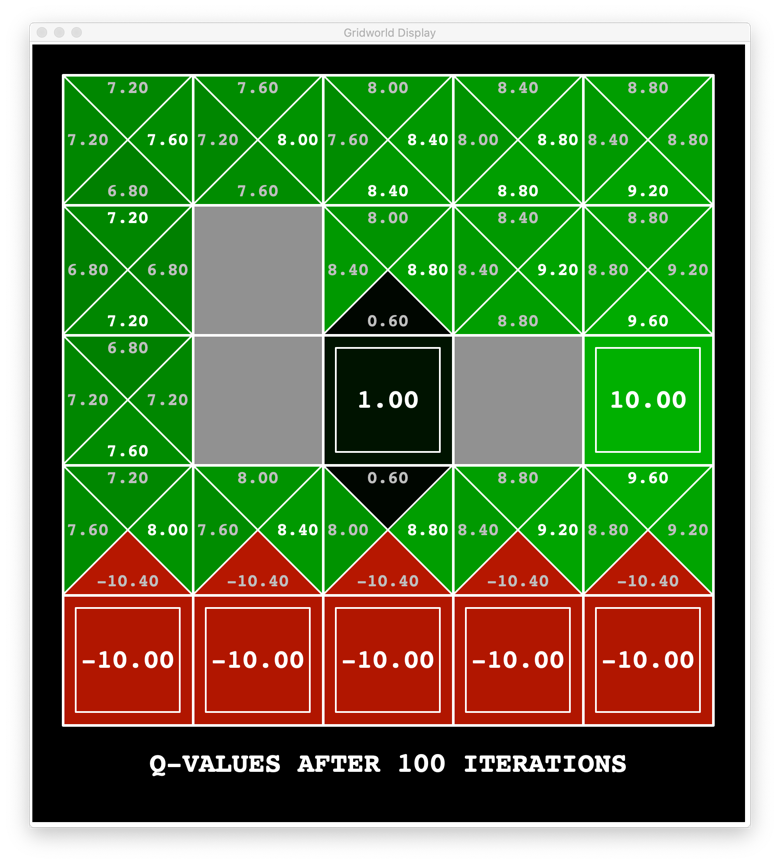 Gridworld Display
7.20 7.60 8.00 8.40 8.80
7.20 7.60 7.20 8.00 7.60 8.40 8.00 8.80 8.40 8.80
6.80 7.60 8.40 8.80 9.20
7.20 8.00 8.40 8.80
6.80 6.80 8.40 8.80 8.40 9.20 8.80 9.20
7.20 0.60 8.80 9.60
6.80
7.20 7.20 1.00 10.00
7.60
7.20 8.00 0.60 8.80 9.60
7.60 8.00 7.60 8.40 8.00 8.80 8.40 9.20 8.80 9.20
-10.40 -10.40 -10.40 -10.40 -10.40
-10.00 -10.00 -10.00 -10.00 -10.00
Q-VALUES AFTER 100 ITERATIONS